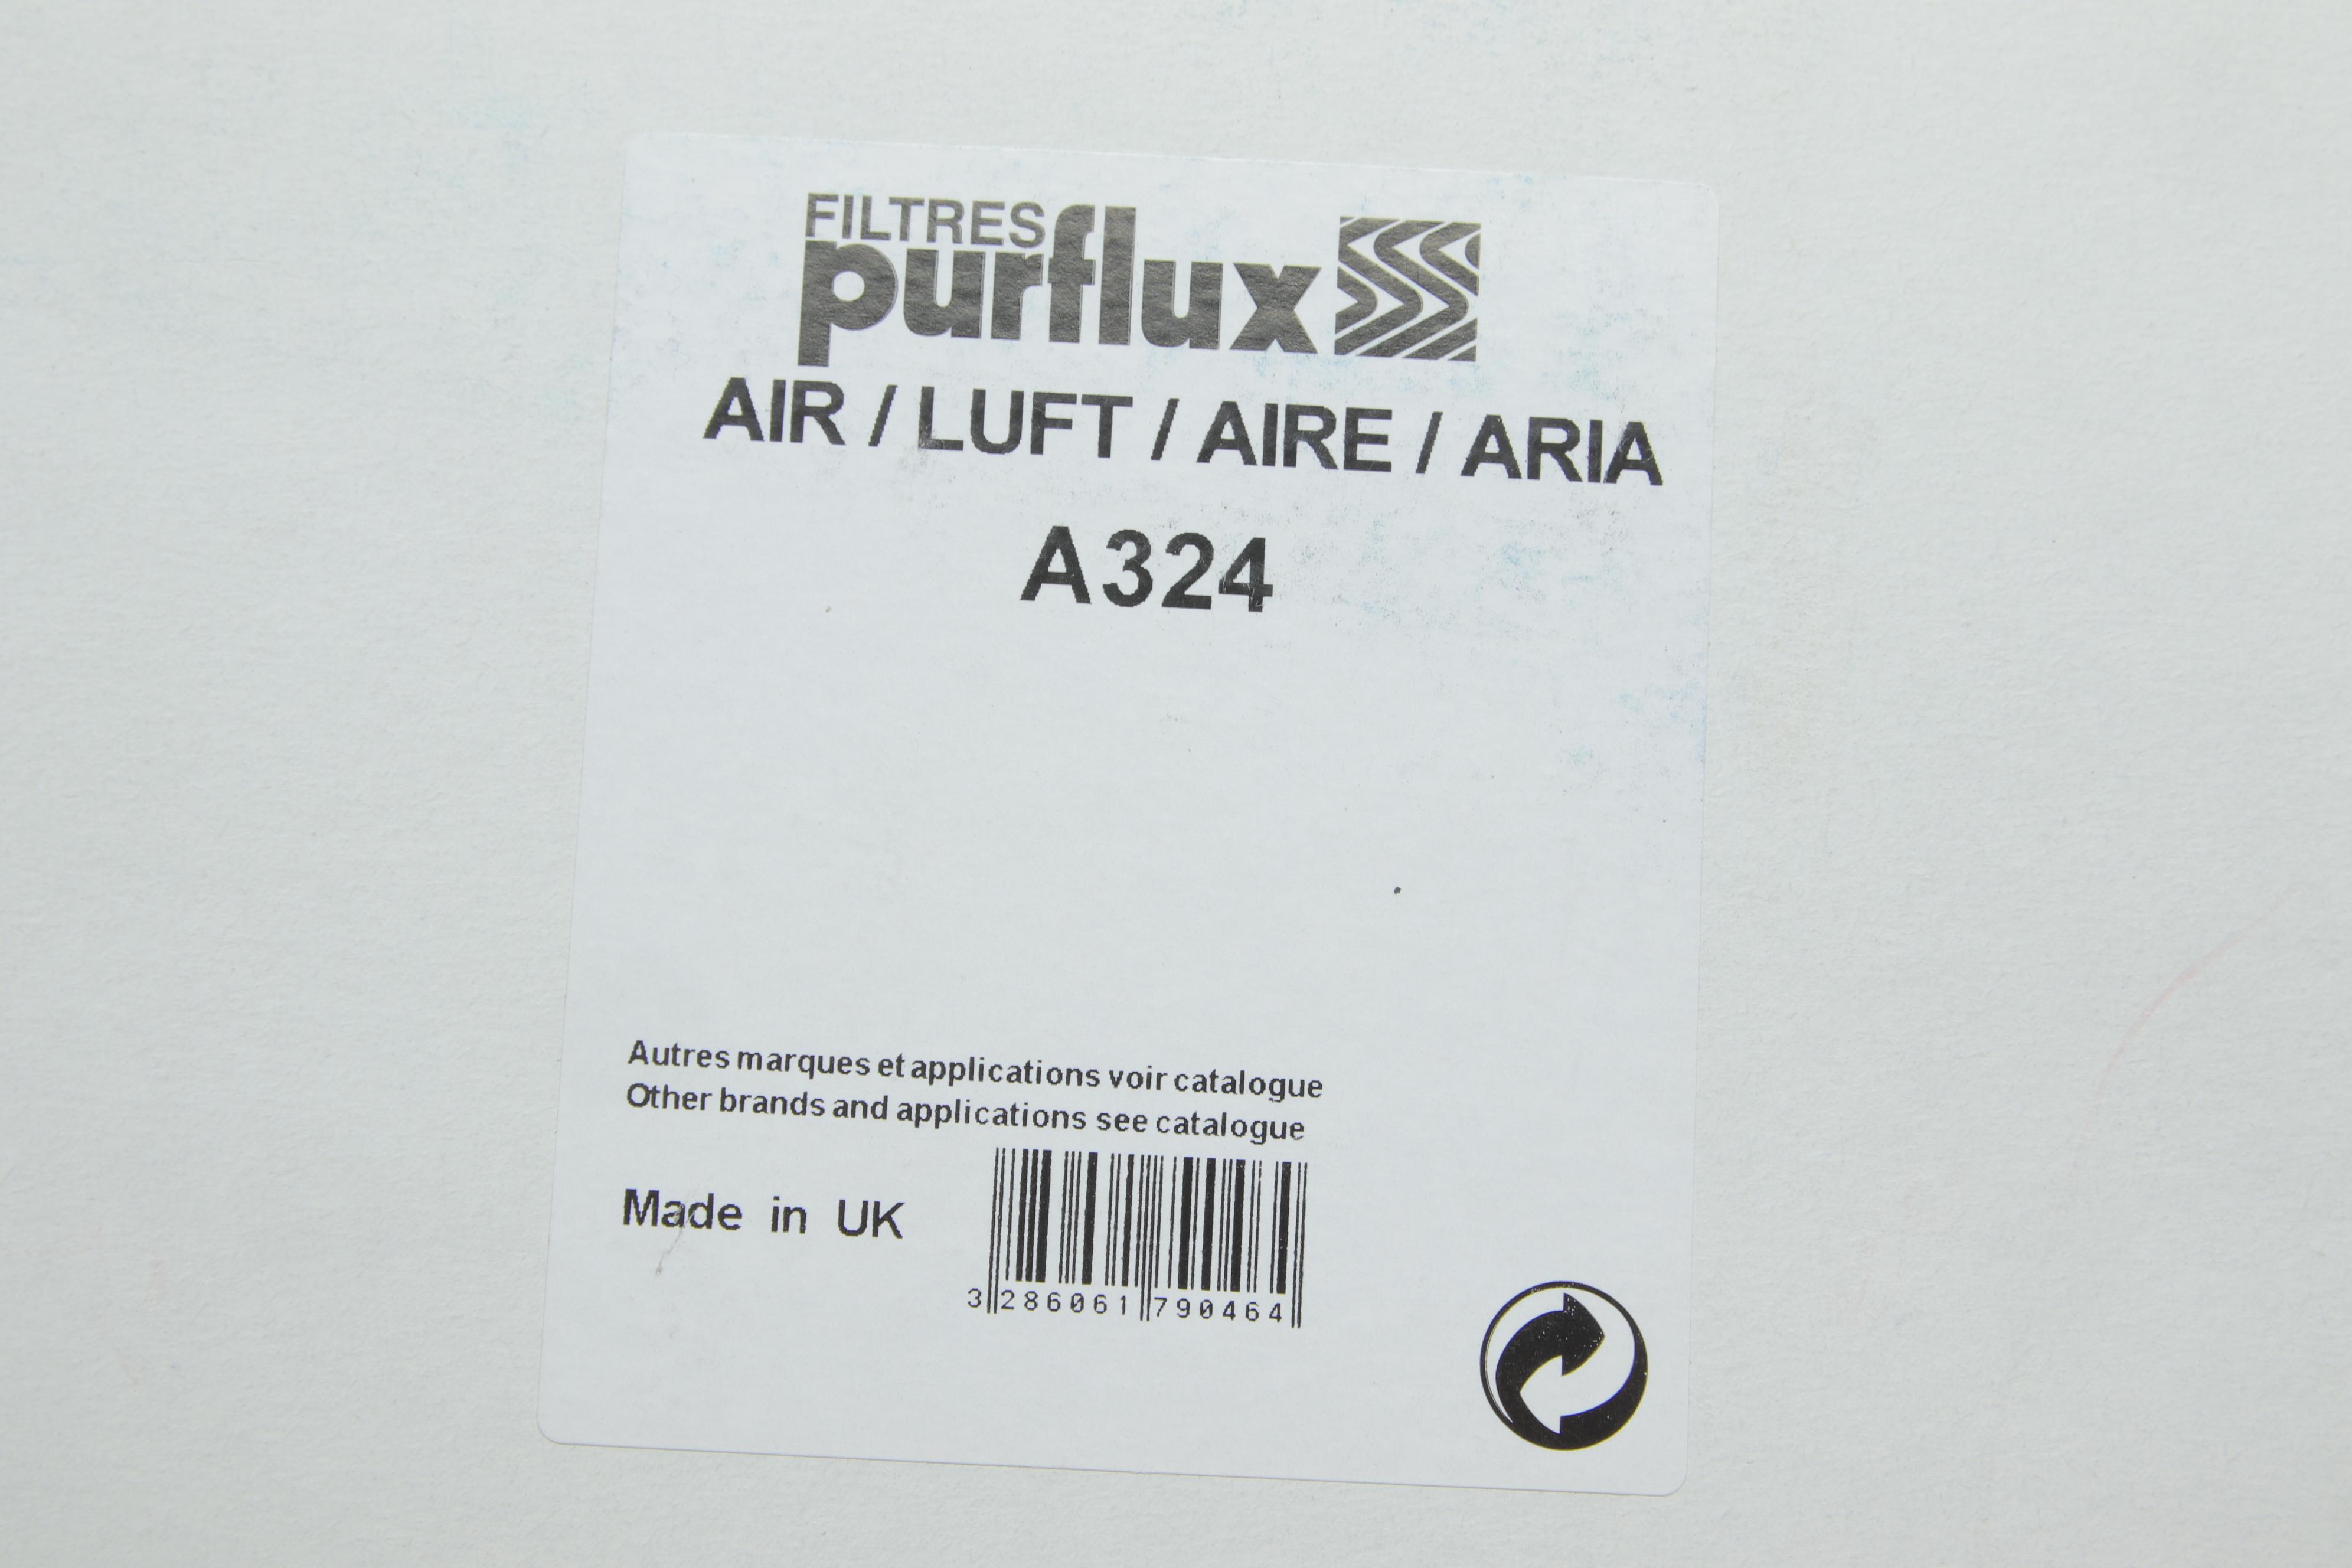 FILTRES
purflux
AIR / LUFT / AIRE / ARIA
A324
Autres marques et applications voir catalogue
Other brands and applications see catalogue
Made in UK
3 286061 790464